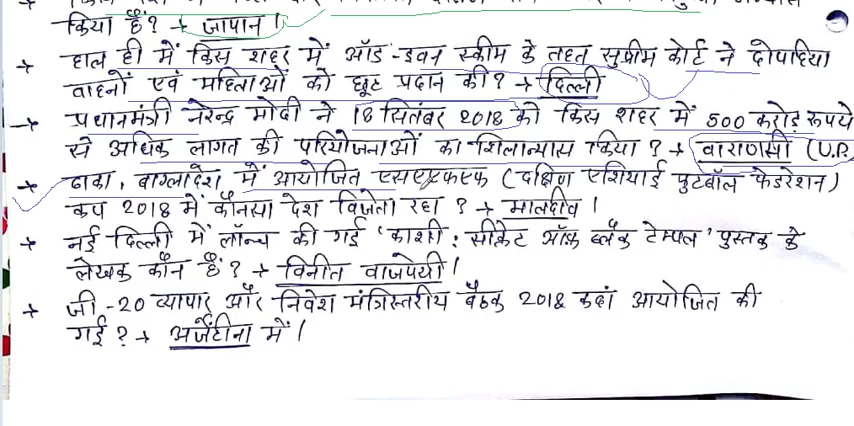 किया है? → जापान।
→ हाल ही में किस शहर में ऑड-इवन स्कीम के तहत सुप्रीम कोर्ट ने दोपहिया
वाहनों एवं महिलाओं को छूट प्रदान की? → दिल्ली
→ प्रधानमंत्री नरेन्द्र मोदी ने 18 सितंबर 2018 को किस शहर में 500 करोड़ रूपये
से अधिक लागत की परियोजनाओं का शिलान्यास किया? → वाराणसी (U.P.
→ ढाका, बाग्लादेश में आयोजित एसएएफएफ (दक्षिण एशियाई फुटबॉल फेडरेशन)
कप 2018 में कौनसा देश विजेता रहा? → मालदीव।
→ नई दिल्ली में लॉन्च की गई 'काशी: सीक्रेट ऑफ ब्लैक टेम्पल' पुस्तक के
लेखक कौन हैं? → विनीत वाजपेयी।
→ जी-20 व्यापार और निवेश मंत्रिस्तरीय बैठक 2018 कहां आयोजित की
गई? → अर्जेंटीना में।